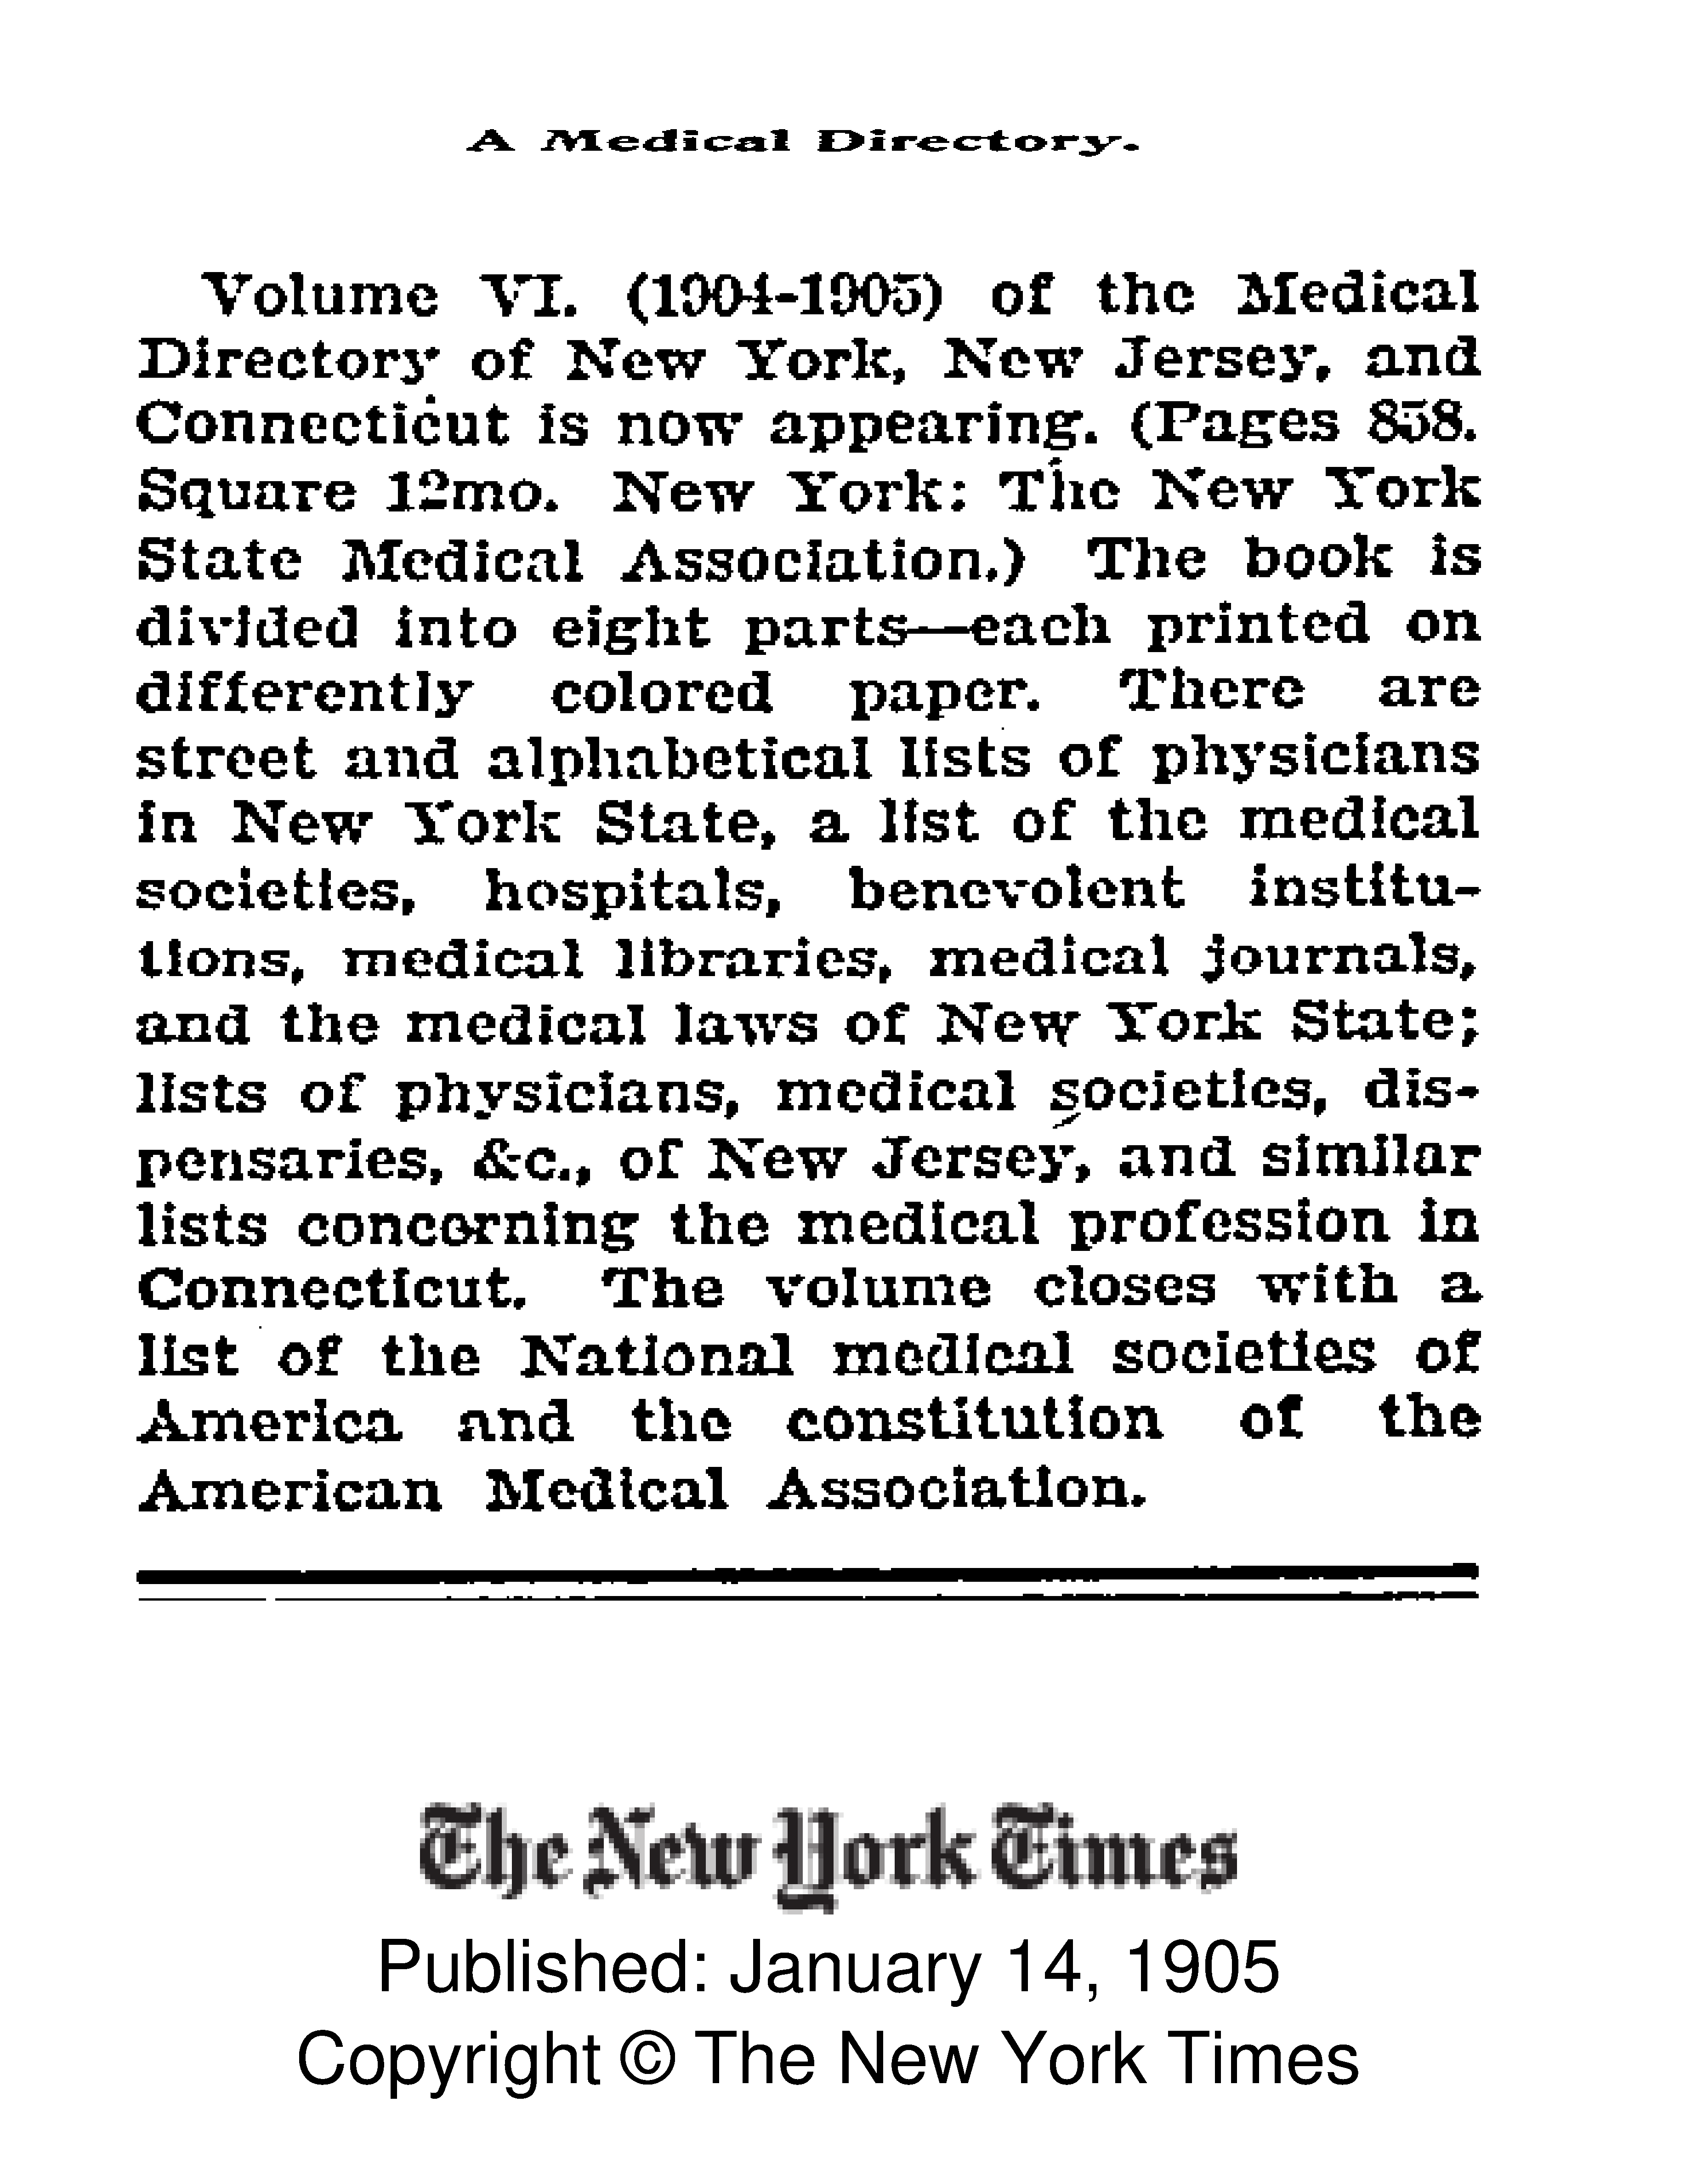 A Medical Directory.
Volume VI. (1904-1905) of the Medical
Directory of New York, New Jersey, and
Connecticut is now appearing. (Pages 858.
Square 12mo. New York: The New York
State Medical Association.) The book is
divided into eight parts—each printed on
differently colored paper. There are
street and alphabetical lists of physicians
in New York State, a list of the medical
societies, hospitals, benevolent institu-
tions, medical libraries, medical journals,
and the medical laws of New York State;
lists of physicians, medical societies, dis-
pensaries, &c., of New Jersey, and similar
lists concerning the medical profession in
Connecticut. The volume closes with a
list of the National medical societies of
America and the constitution of the
American Medical Association.
The New York Times
Published: January 14, 1905
Copyright © The New York Times